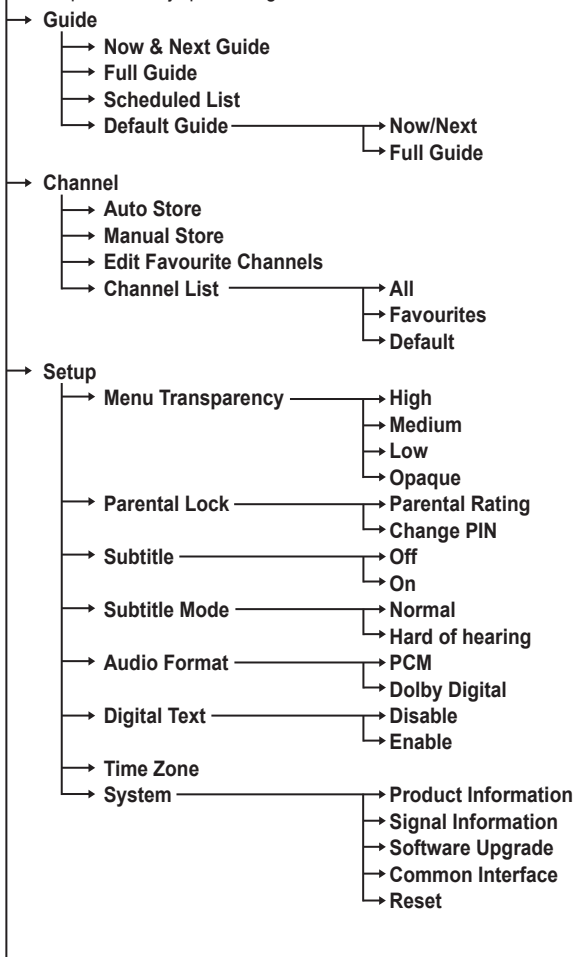 Guide
Now & Next Guide
Full Guide
Scheduled List
Default Guide Now/Next
Full Guide
Channel
Auto Store
Manual Store
Edit Favourite Channels
Channel List All
Favourites
Default
Setup
Menu Transparency High
Medium
Low
Opaque
Parental Lock Parental Rating
Change PIN
Subtitle Off
On
Subtitle Mode Normal
Hard of hearing
Audio Format PCM
Dolby Digital
Digital Text Disable
Enable
Time Zone
System Product Information
Signal Information
Software Upgrade
Common Interface
Reset